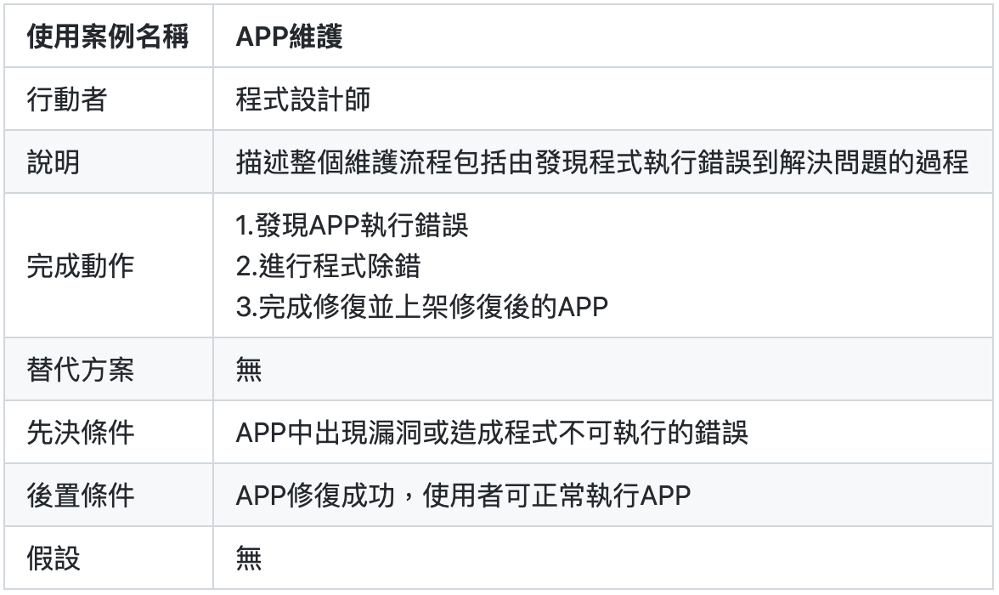 使用案例名稱 APP維護
行動者 程式設計師
說明 描述整個維護流程包括由發現程式執行錯誤到解決問題的過程
完成動作 1.發現APP執行錯誤
2.進行程式除錯
3.完成修復並上架修復後的APP
替代方案 無
先決條件 APP中出現漏洞或造成程式不可執行的錯誤
後置條件 APP修復成功，使用者可正常執行APP
假設 無